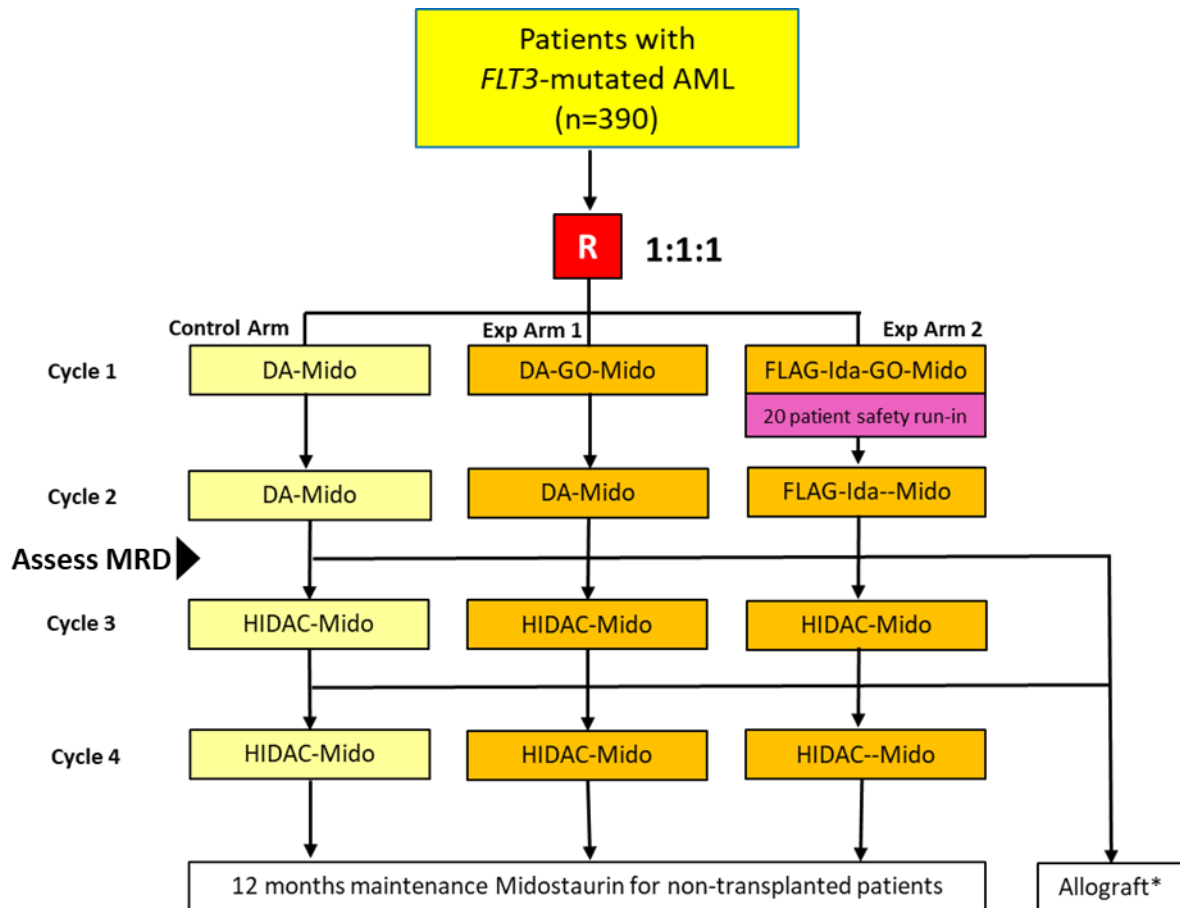 Patients with
FLT3-mutated AML
(n=390)
R
1:1:1
Control Arm
Exp Arm 1
Exp Arm 2
Cycle 1
DA-Mido
DA-GO-Mido
FLAG-Ida-GO-Mido
20 patient safety run-in
Cycle 2
DA-Mido
DA-Mido
FLAG-Ida--Mido
Assess MRD
Cycle 3
HIDAC-Mido
HIDAC-Mido
HIDAC-Mido
Cycle 4
HIDAC-Mido
HIDAC-Mido
HIDAC--Mido
12 months maintenance Midostaurin for non-transplanted patients
Allograft*